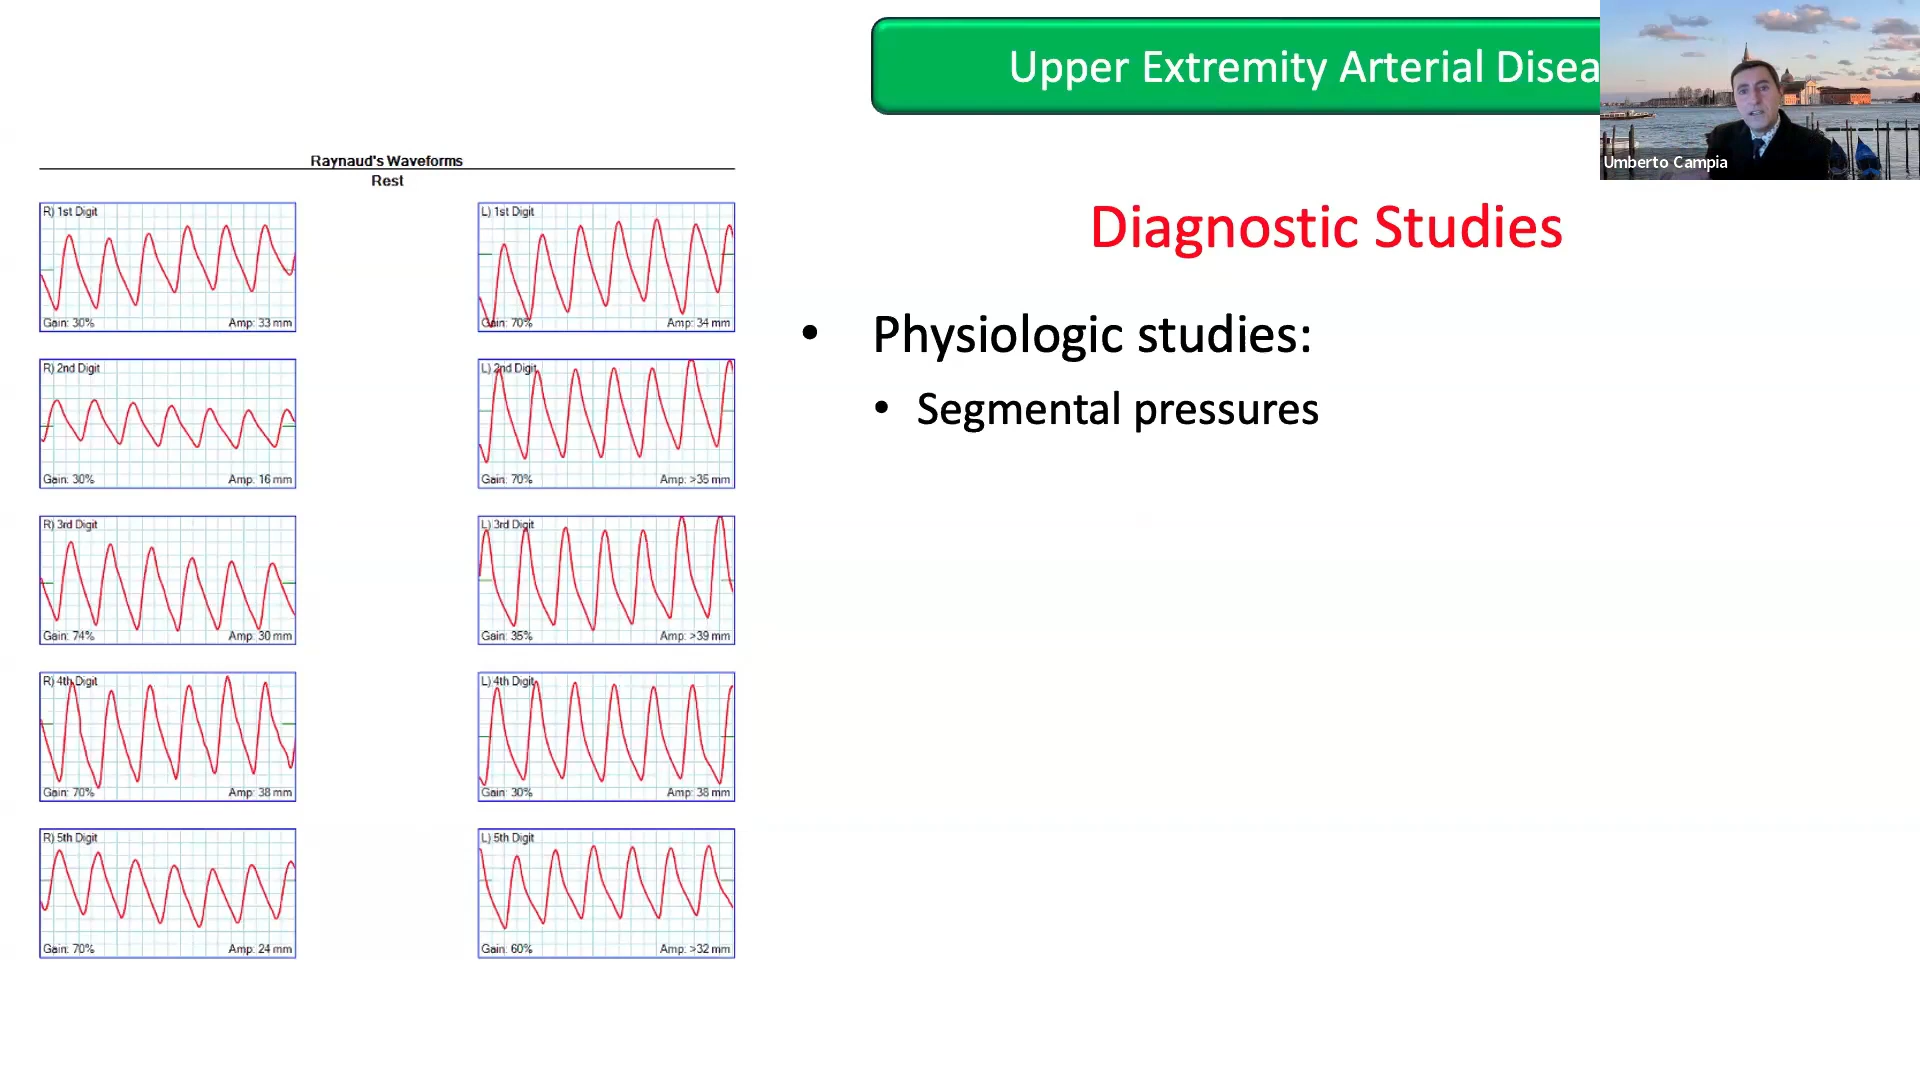 Upper Extremity Arterial Disea
Umberto Campia
Raynaud's Waveforms
Rest
R) 1st Digit
Gain: 30% Amp: 33 mm
L) 1st Digit
Gain: 70% Amp: 34 mm
R) 2nd Digit
Gain: 30% Amp: 16 mm
L) 2nd Digit
Gain: 70% Amp: >35 mm
R) 3rd Digit
Gain: 74% Amp: 30 mm
L) 3rd Digit
Gain: 35% Amp: >39 mm
R) 4th Digit
Gain: 70% Amp: 38 mm
L) 4th Digit
Gain: 30% Amp: 38 mm
R) 5th Digit
Gain: 70% Amp: 24 mm
L) 5th Digit
Gain: 60% Amp: >32 mm
Diagnostic Studies
• Physiologic studies:
• Segmental pressures